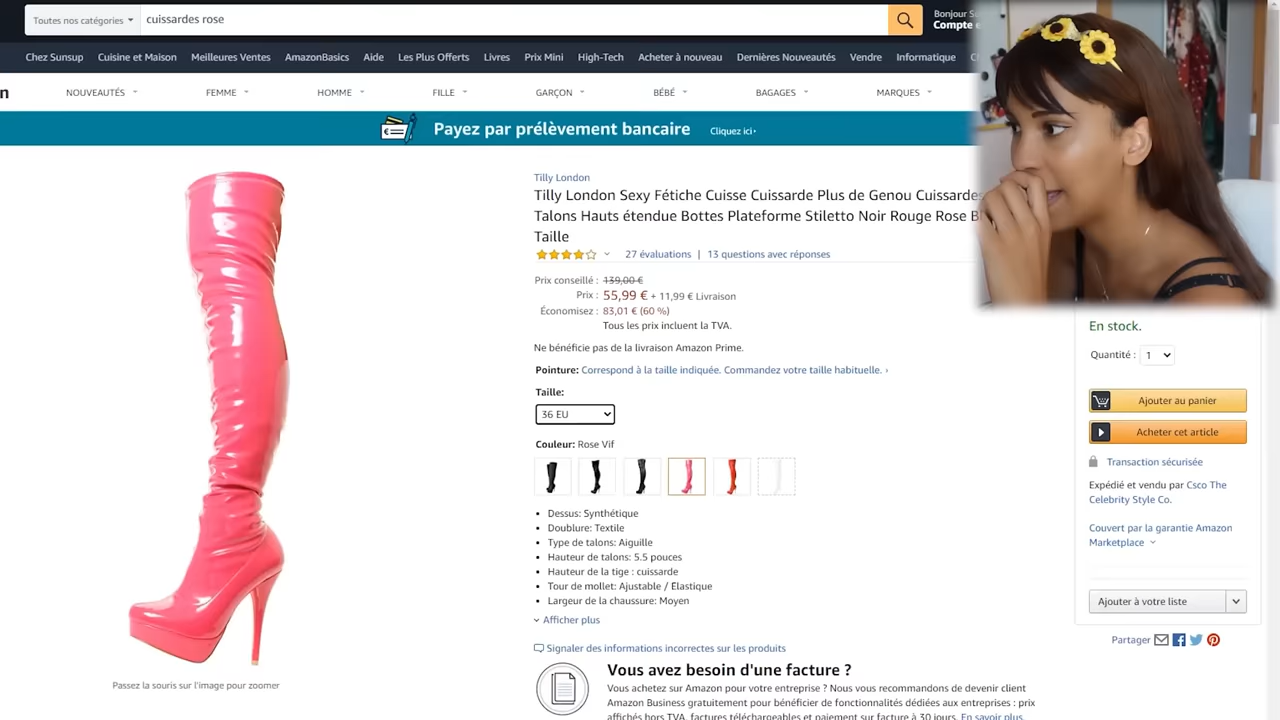 Toutes nos catégories
cuissardes rose
Bonjour
Compte
Chez Sunsup Cuisine et Maison Meilleures Ventes AmazonBasics Aide Les Plus Offerts Livres Prix Mini High-Tech Acheter à nouveau Dernières Nouveautés Vendre Informatique
n
NOUVEAUTÉS FEMME HOMME FILLE GARÇON BÉBÉ BAGAGES MARQUES
Payez par prélèvement bancaire Cliquez ici
Tilly London
Tilly London Sexy Fétiche Cuisse Cuissarde Plus de Genou Cuissardes
Talons Hauts étendue Bottes Plateforme Stiletto Noir Rouge Rose
Taille
27 évaluations | 13 questions avec réponses
Prix conseillé : 139,00 €
Prix : 55,99 € + 11,99 € Livraison
Économisez : 83,01 € (60 %)
Tous les prix incluent la TVA.
Ne bénéficie pas de la livraison Amazon Prime.
Pointure: Correspond à la taille indiquée. Commandez votre taille habituelle. ›
Taille:
36 EU
Couleur: Rose Vif
• Dessus: Synthétique
• Doublure: Textile
• Type de talons: Aiguille
• Hauteur de talons: 5.5 pouces
• Hauteur de la tige : cuissarde
• Tour de mollet: Ajustable / Élastique
• Largeur de la chaussure: Moyen
Afficher plus
Signaler des informations incorrectes sur les produits
Vous avez besoin d'une facture ?
Vous achetez sur Amazon pour votre entreprise ? Nous vous recommandons de devenir client
Amazon Business gratuitement pour bénéficier de fonctionnalités dédiées aux entreprises : prix
affichés hors TVA, factures téléchargeables et paiement sur facture à 30 jours. En savoir plus.
Passez la souris sur l'image pour zoomer
En stock.
Quantité : 1
Ajouter au panier
Acheter cet article
Transaction sécurisée
Expédié et vendu par Csco The
Celebrity Style Co.
Couvert par la garantie Amazon
Marketplace
Ajouter à votre liste
Partager